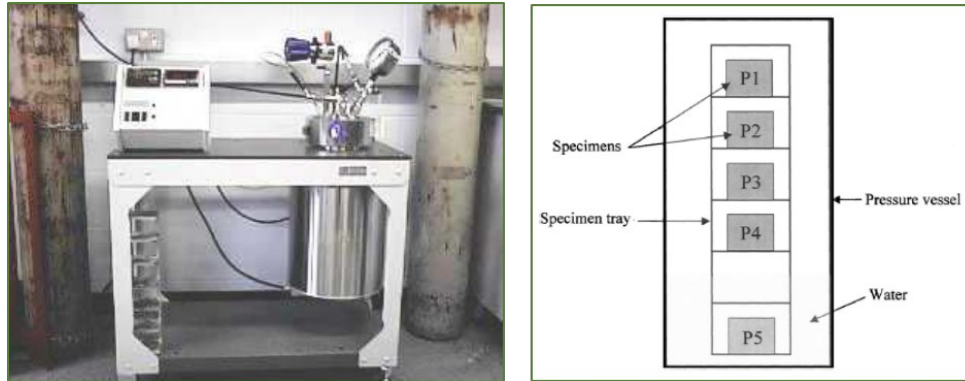 P1
P2
Specimens
P3
Pressure vessel
Specimen tray
P4
Water
P5